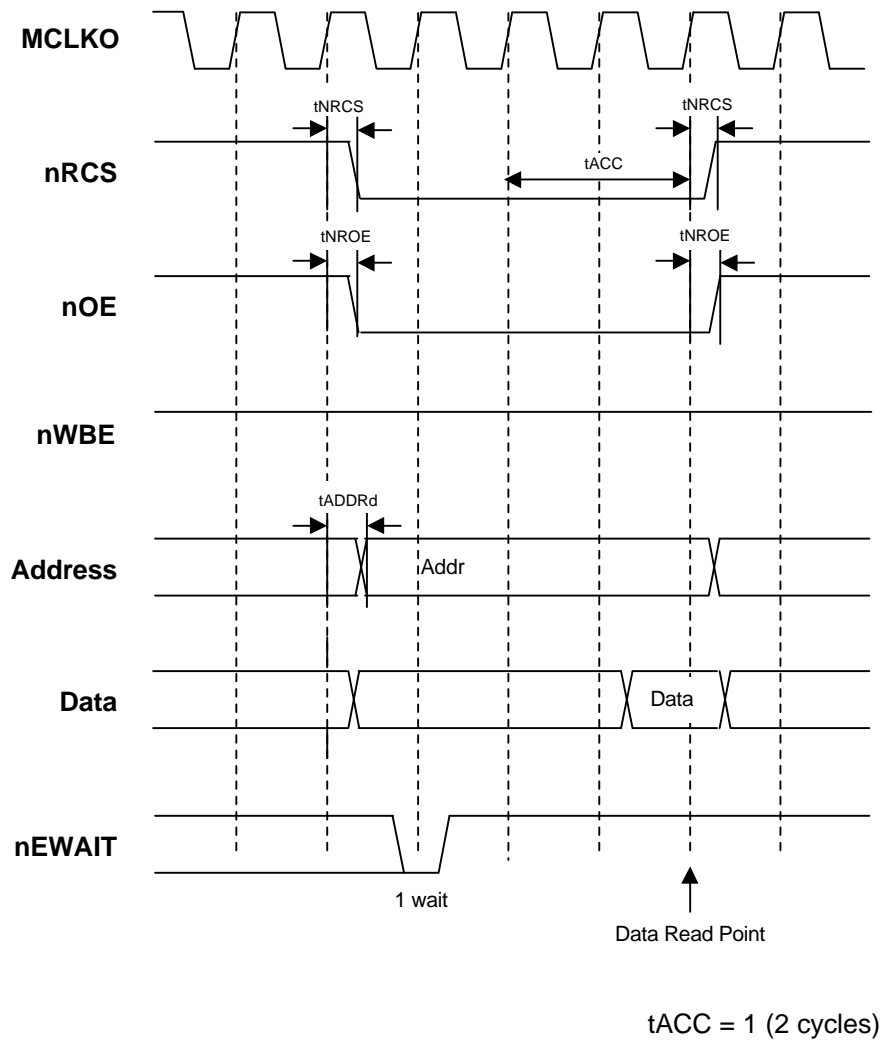 MCLKO
tNRCS
tNRCS
nRCS
tACC
tNROE
tNROE
nOE
nWBE
tADDRd
Address
Addr
Data
Data
nEWAIT
1 wait
Data Read Point
tACC = 1 (2 cycles)